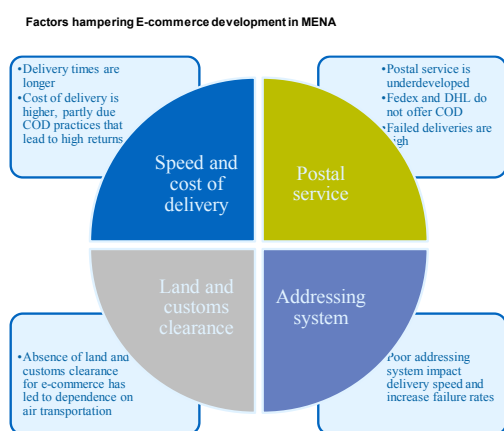 Factors hampering E-commerce development in MENA
•Delivery times are
longer
•Cost of delivery is
higher, partly due
COD practices that
lead to high returns
•Postal service is
underdeveloped
•Fedex and DHL do
not offer COD
•Failed deliveries are
Speed and
cost of
delivery
Postal
service
Land and
customs
clearance
Addressing
system
•Absence of land and
customs clearance
for e-commerce has
led to dependence on
air transportation
Poor addressing
system impact
delivery speed and
increase failure rates